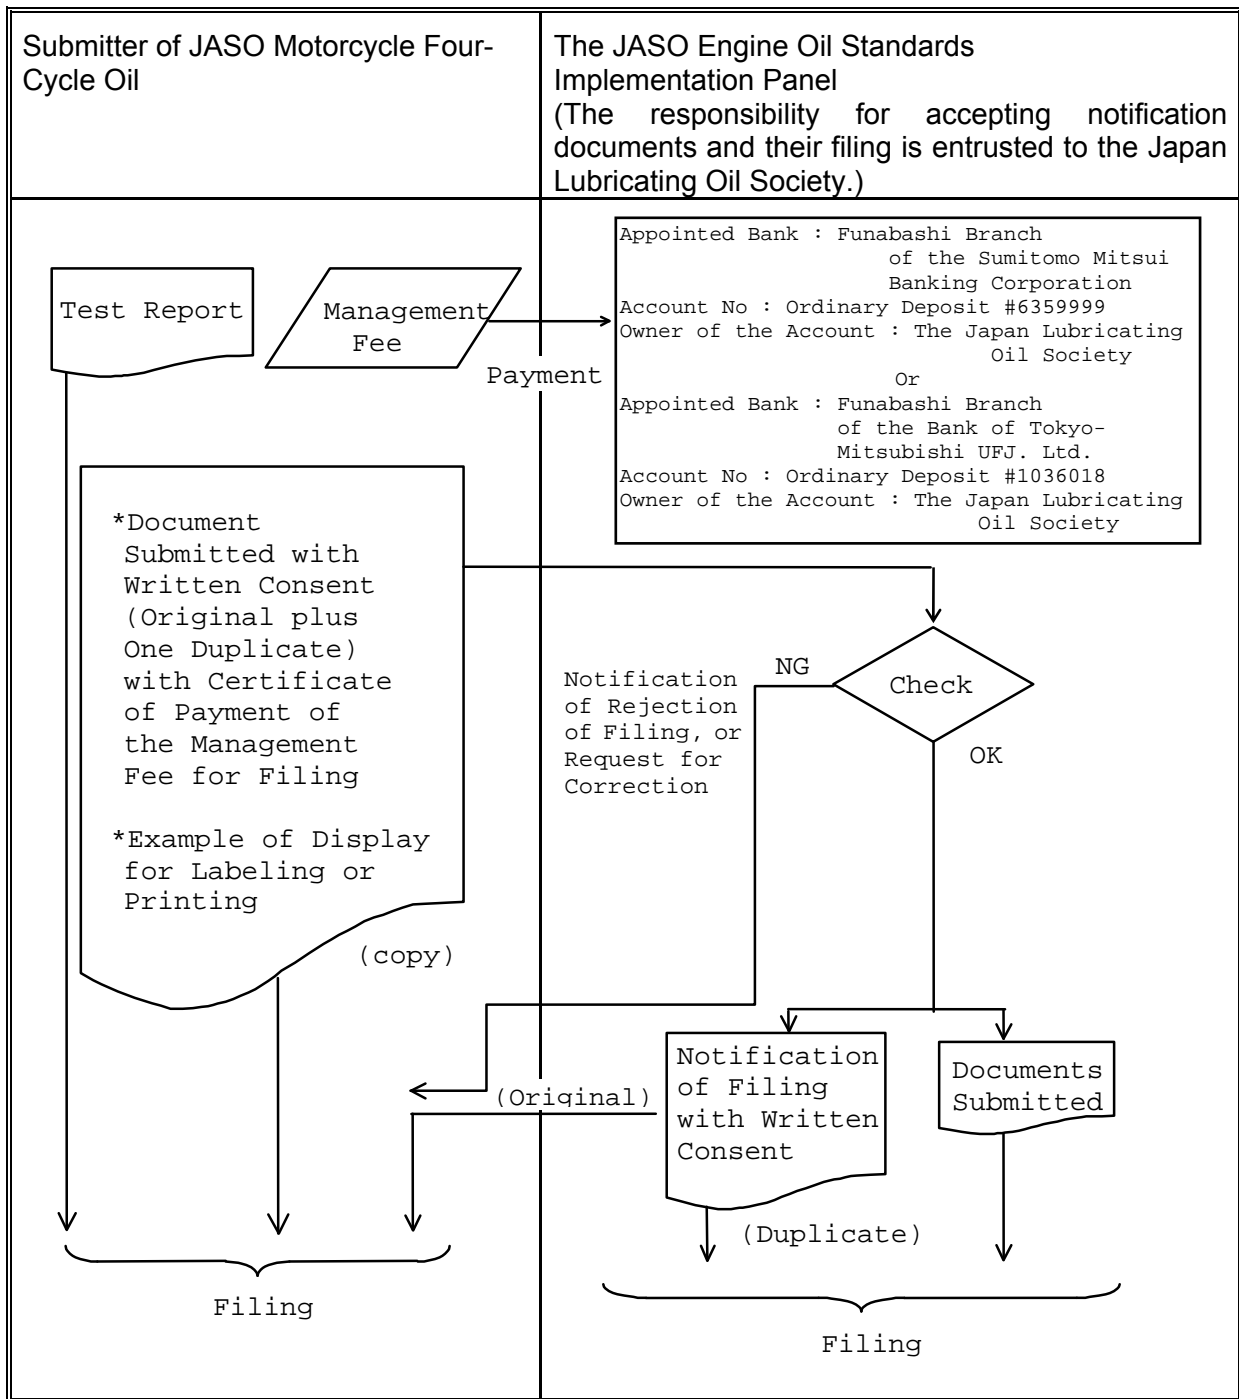 Submitter of JASO Motorcycle Four-
Cycle Oil
The JASO Engine Oil Standards
Implementation Panel
(The responsibility for accepting notification
documents and their filing is entrusted to the Japan
Lubricating Oil Society.)
Test Report
Management
Fee
Payment
Appointed Bank : Funabashi Branch
of the Sumitomo Mitsui
Banking Corporation
Account No : Ordinary Deposit #6359999
Owner of the Account : The Japan Lubricating
Oil Society
Or
Appointed Bank : Funabashi Branch
of the Bank of Tokyo-
Mitsubishi UFJ. Ltd.
Account No : Ordinary Deposit #1036018
Owner of the Account : The Japan Lubricating
Oil Society
*Document
Submitted with
Written Consent
(Original plus
One Duplicate)
with Certificate
of Payment of
the Management
Fee for Filing
*Example of Display
for Labeling or
Printing
(copy)
Notification
of Rejection
of Filing, or
Request for
Correction
NG
Check
OK
(Original)
Notification
of Filing
with Written
Consent
Documents
Submitted
(Duplicate)
Filing
Filing